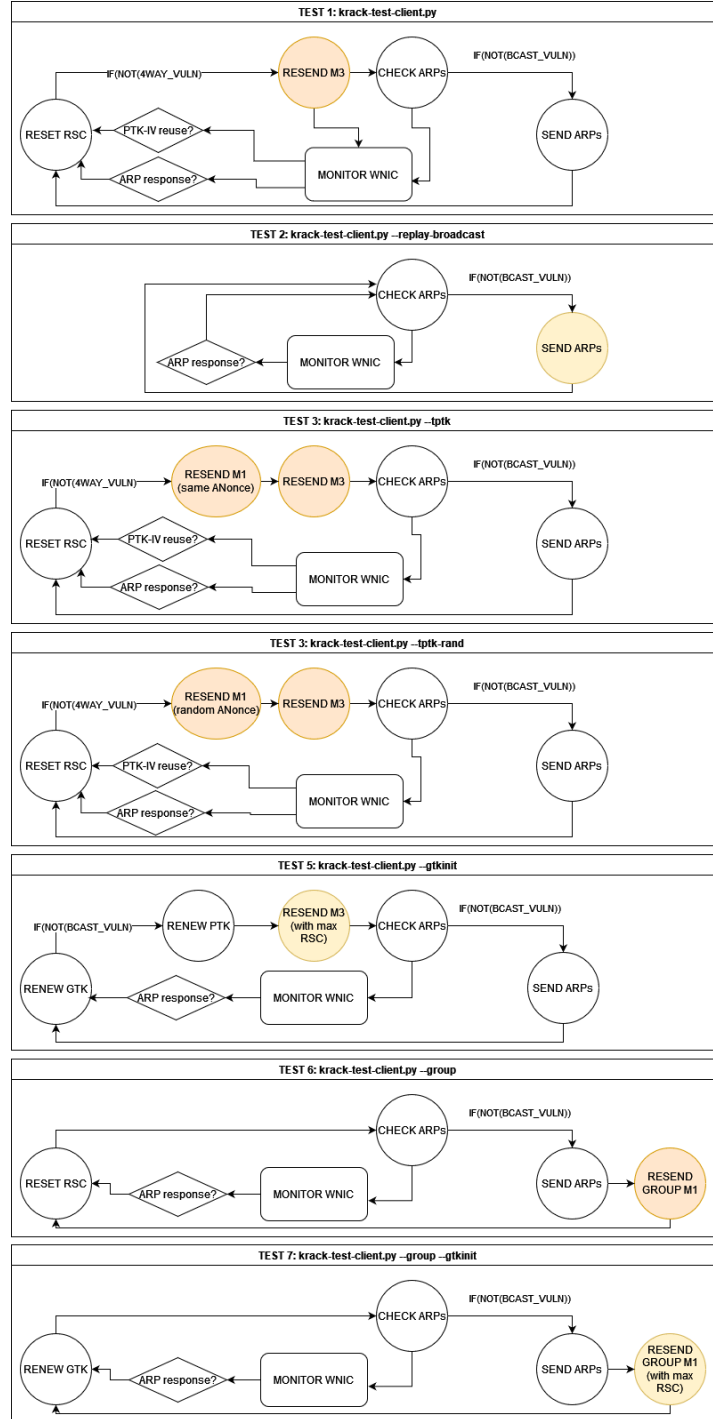 TEST 1: krack-test-client.py
IF(NOT(4WAY_VULN)
RESEND M3
CHECK ARPs
IF(NOT(BCAST_VULN))
RESET RSC
PTK-IV reuse?
ARP response?
MONITOR WNIC
SEND ARPs
TEST 2: krack-test-client.py --replay-broadcast
CHECK ARPs
IF(NOT(BCAST_VULN))
ARP response?
MONITOR WNIC
SEND ARPs
TEST 3: krack-test-client.py --tptk
IF(NOT(4WAY_VULN)
RESEND M1
(same ANonce)
RESEND M3
CHECK ARPs
IF(NOT(BCAST_VULN))
RESET RSC
PTK-IV reuse?
ARP response?
MONITOR WNIC
SEND ARPs
TEST 3: krack-test-client.py --tptk-rand
IF(NOT(4WAY_VULN)
RESEND M1
(random ANonce)
RESEND M3
CHECK ARPs
IF(NOT(BCAST_VULN))
RESET RSC
PTK-IV reuse?
ARP response?
MONITOR WNIC
SEND ARPs
TEST 5: krack-test-client.py --gtkinit
IF(NOT(BCAST_VULN)
RENEW PTK
RESEND M3
(with max
RSC)
CHECK ARPs
IF(NOT(BCAST_VULN))
RENEW GTK
ARP response?
MONITOR WNIC
SEND ARPs
TEST 6: krack-test-client.py --group
CHECK ARPs
IF(NOT(BCAST_VULN))
RESET RSC
ARP response?
MONITOR WNIC
SEND ARPs
RESEND
GROUP M1
TEST 7: krack-test-client.py --group --gtkinit
CHECK ARPs
IF(NOT(BCAST_VULN))
RENEW GTK
ARP response?
MONITOR WNIC
SEND ARPs
RESEND
GROUP M1
(with max
RSC)